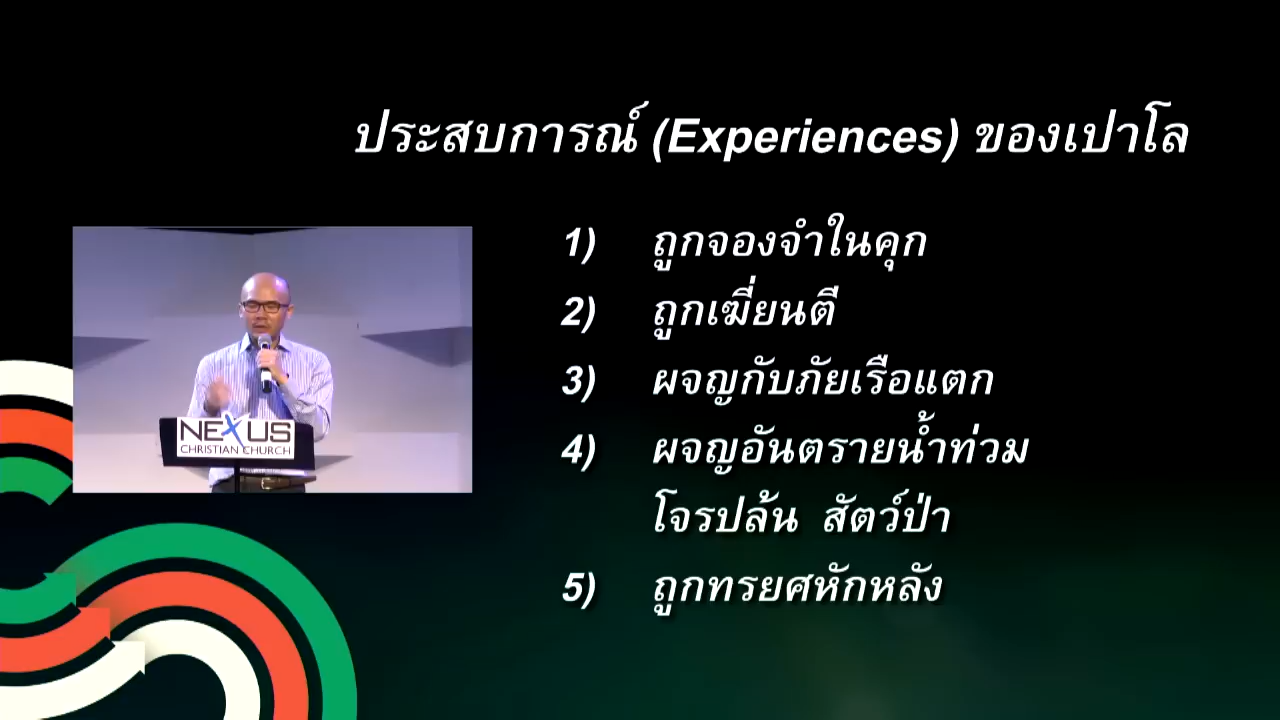 ประสบการณ์ (Experiences) ของเปาโล
1) ถูกจองจำในคุก
2) ถูกเฆี่ยนตี
3) ผจญกับภัยเรือแตก
4) ผจญอันตรายน้ำท่วม
โจรปล้น สัตว์ป่า
5) ถูกทรยศหักหลัง
NEXUS
CHRISTIAN CHURCH